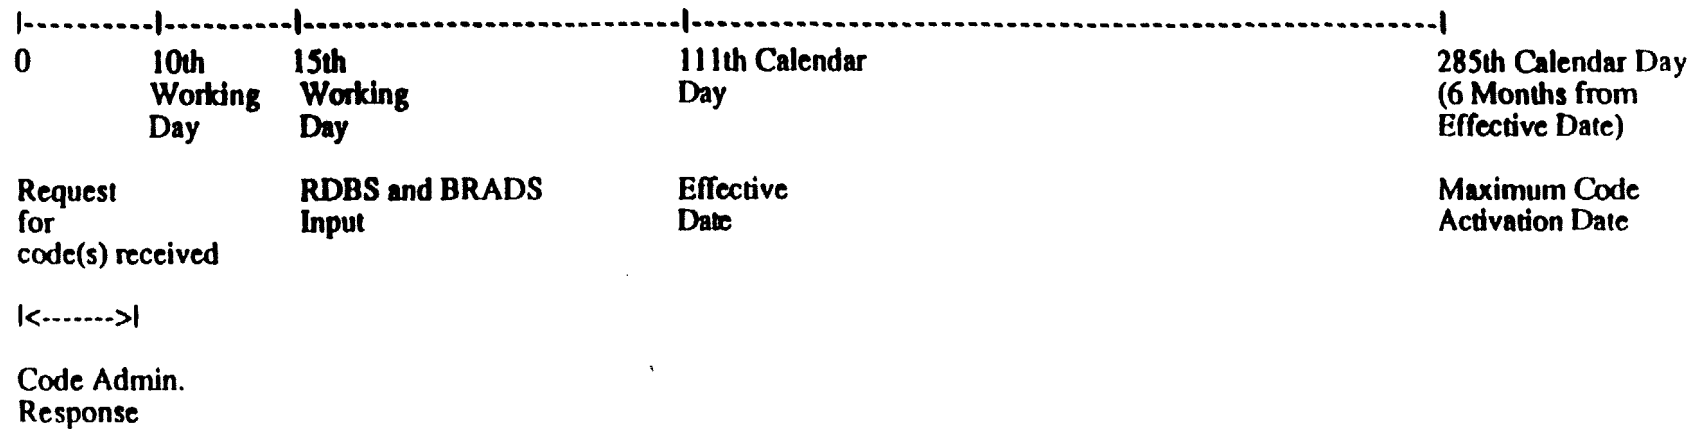 |-----------|-----------|--------------------------------|---------------------------------------------------------------|
0 10th 15th 111th Calendar 285th Calendar Day
Working Working Day (6 Months from
Day Day Effective Date)
Request RDBS and BRADS Effective Maximum Code
for Input Date Activation Date
code(s) received
|<------->|
Code Admin.
Response